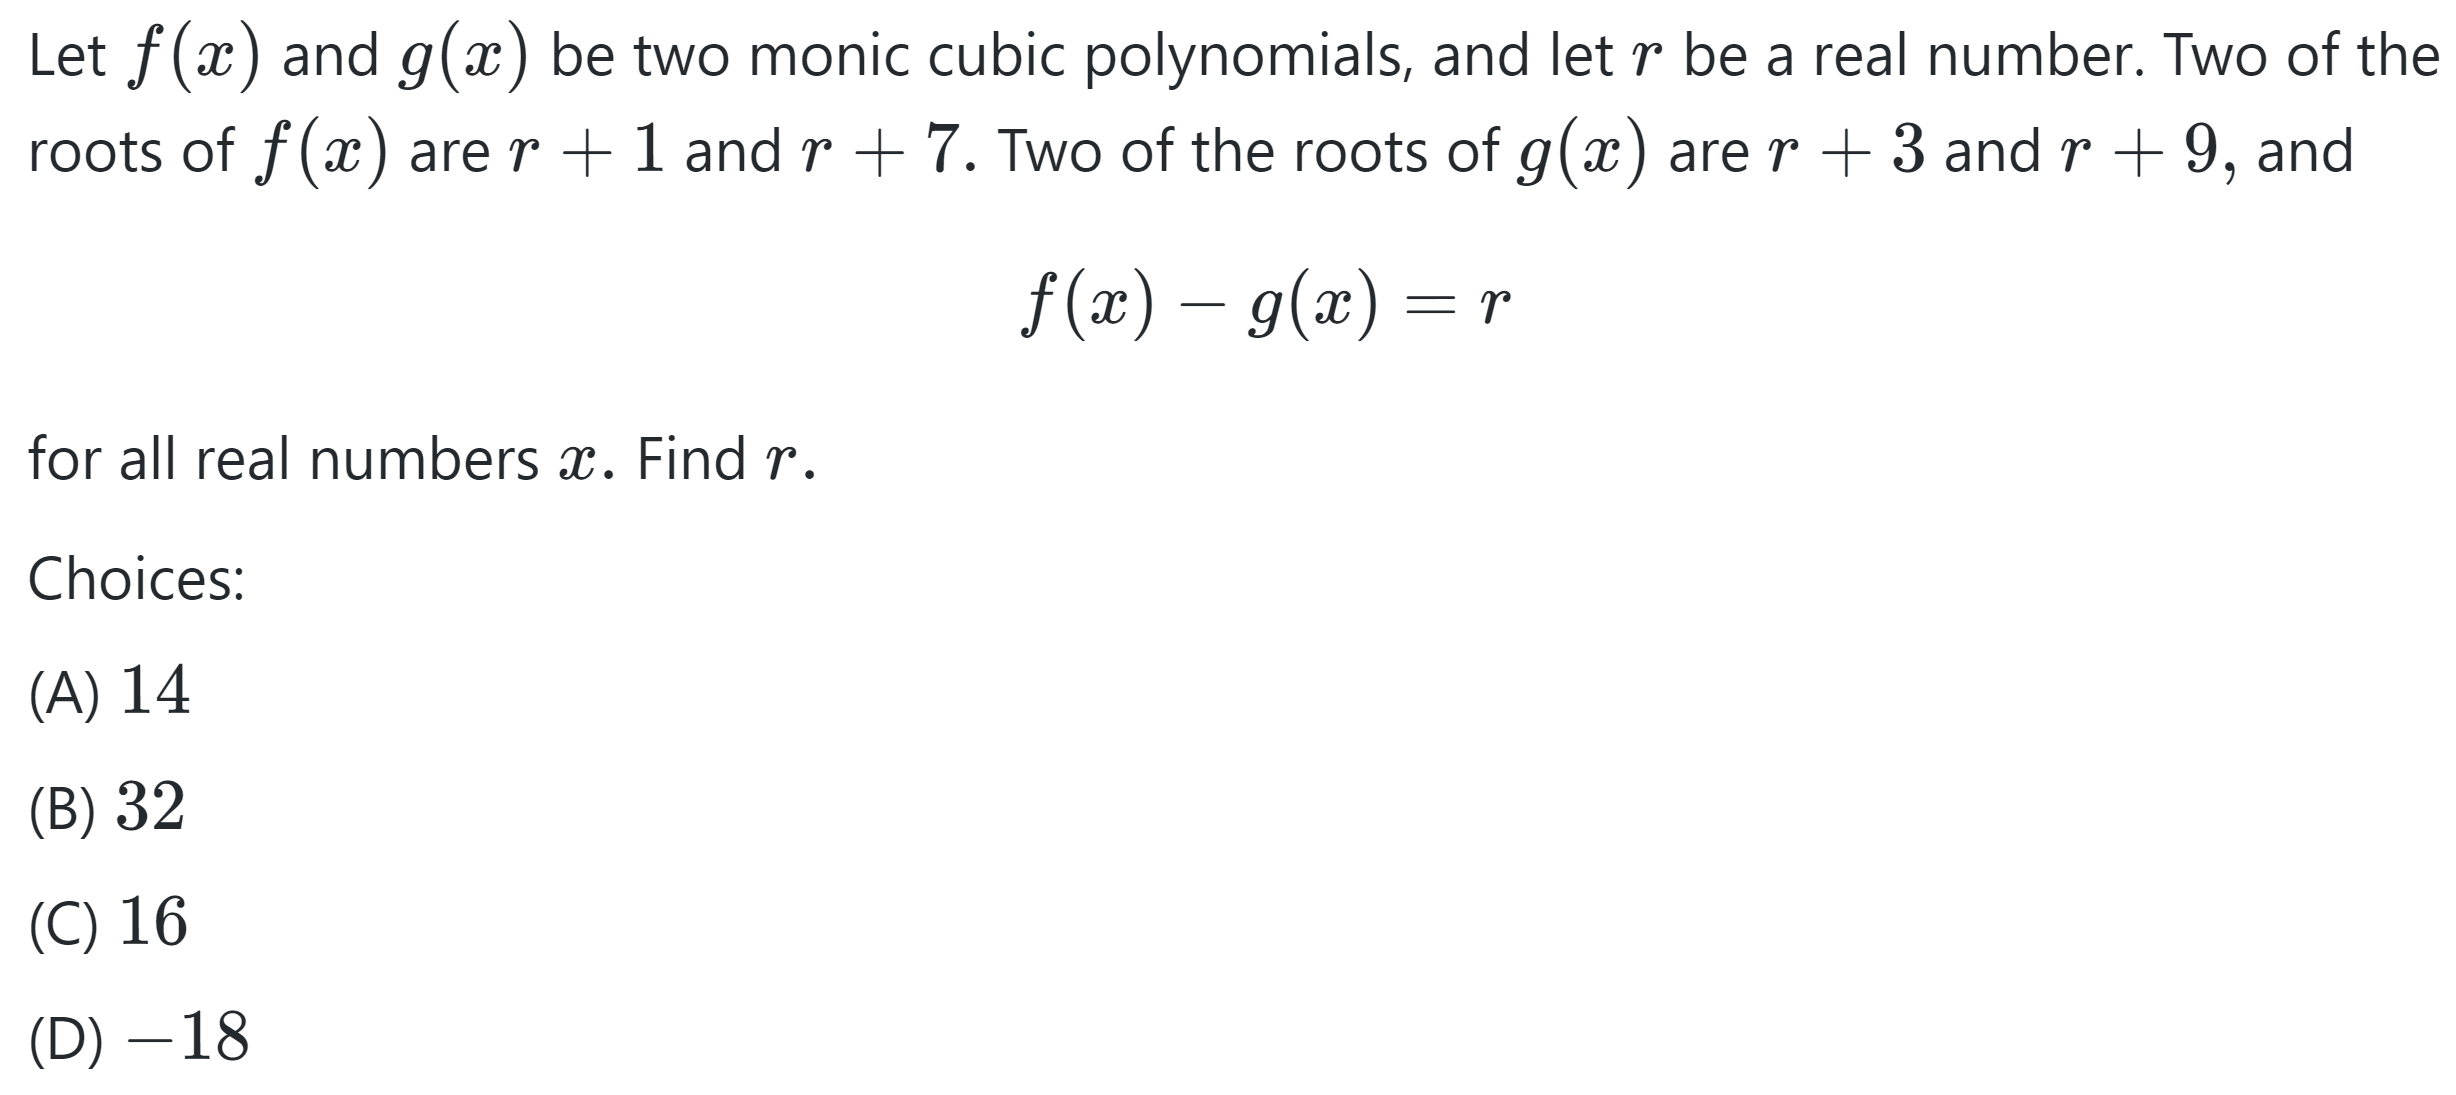 Let f(x) and g(x) be two monic cubic polynomials, and let r be a real number. Two of the
roots of f(x) are r + 1 and r + 7. Two of the roots of g(x) are r + 3 and r + 9, and
f(x) − g(x) = r
for all real numbers x. Find r.
Choices:
(A) 14
(B) 32
(C) 16
(D) −18